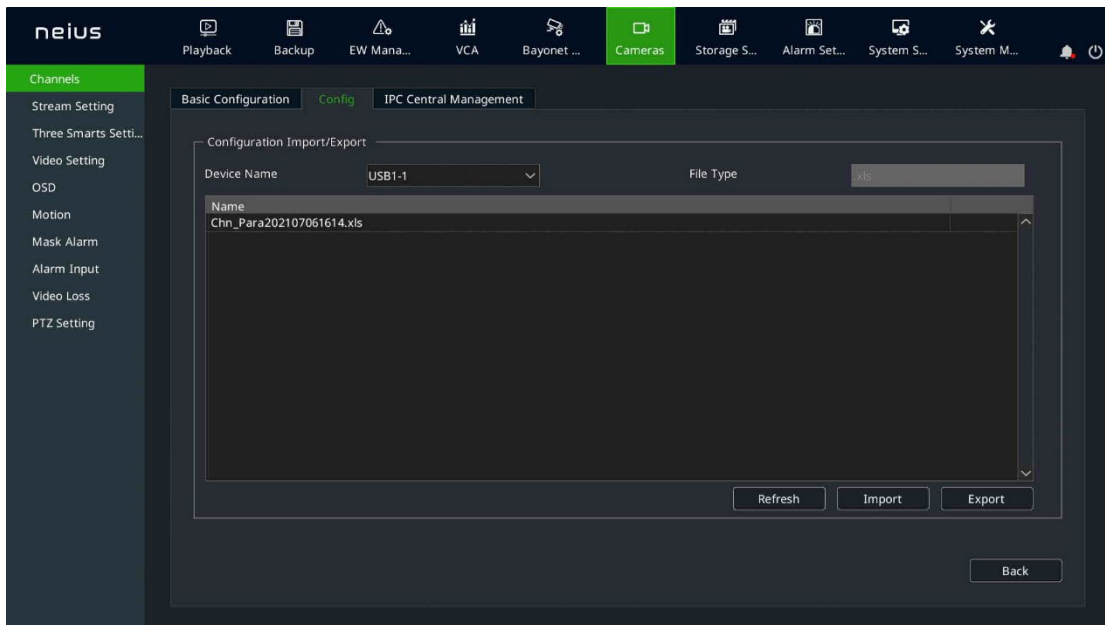 neius
Playback Backup EW Mana... VCA Bayonet ... Cameras Storage S... Alarm Set... System S... System M...
Channels
Stream Setting
Three Smarts Setti...
Video Setting
OSD
Motion
Mask Alarm
Alarm Input
Video Loss
PTZ Setting
Basic Configuration Config IPC Central Management
Configuration Import/Export
Device Name USB1-1 File Type .xls
Name
Chn_Para202107061614.xls
Refresh Import Export
Back